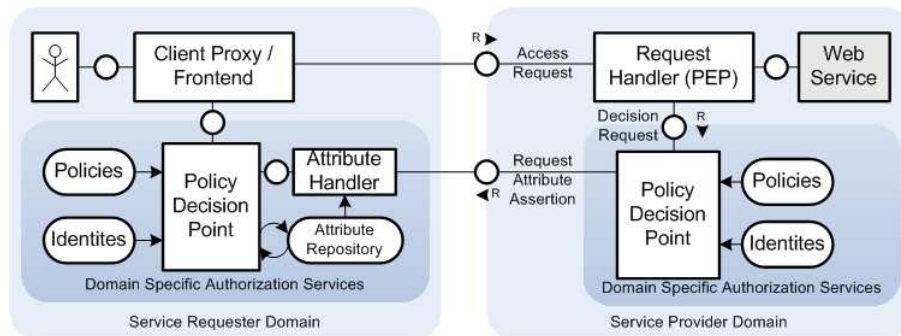 Client Proxy /
Frontend
R
Access
Request
Request
Handler (PEP)
Web
Service
Decision
Request
R
Policies
Identites
Policy
Decision
Point
Attribute
Handler
Attribute
Repository
Request
Attribute
Assertion
R
Policy
Decision
Point
Policies
Identites
Domain Specific Authorization Services
Domain Specific Authorization Services
Service Requester Domain
Service Provider Domain